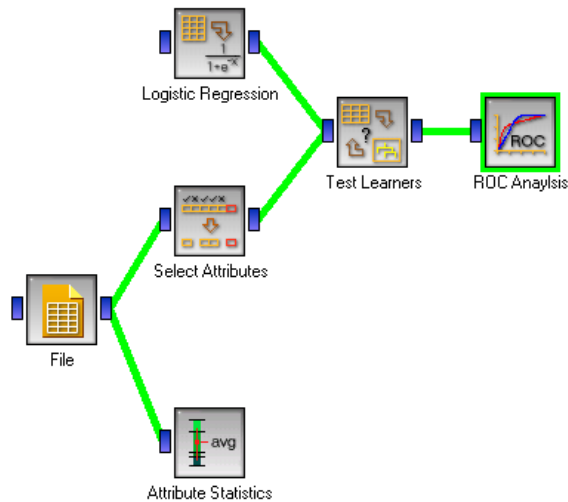 1
1+e^-x
Logistic Regression
?
Test Learners
ROC
ROC Anaylsis
Select Attributes
File
avg
Attribute Statistics